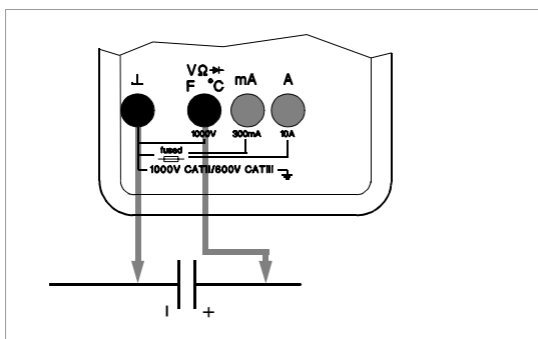 ⊥ VΩ mA A
F °C
1000V 300mA 10A
fused
1000V CATII/600V CATIII
− +